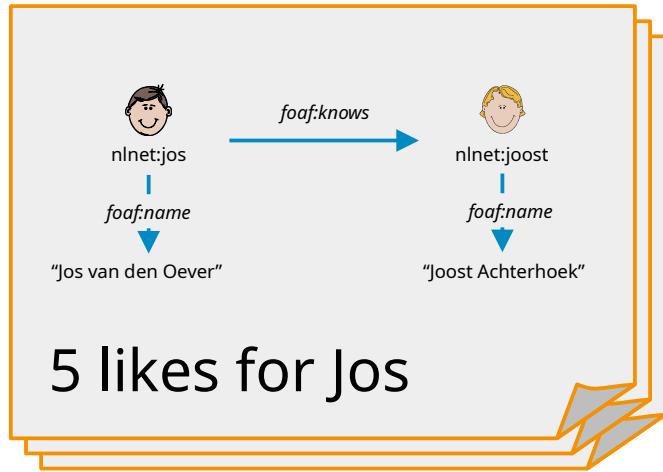 foaf:knows
nlnet:jos
nlnet:joost
foaf:name
foaf:name
“Jos van den Oever”
“Joost Achterhoek”
5 likes for Jos